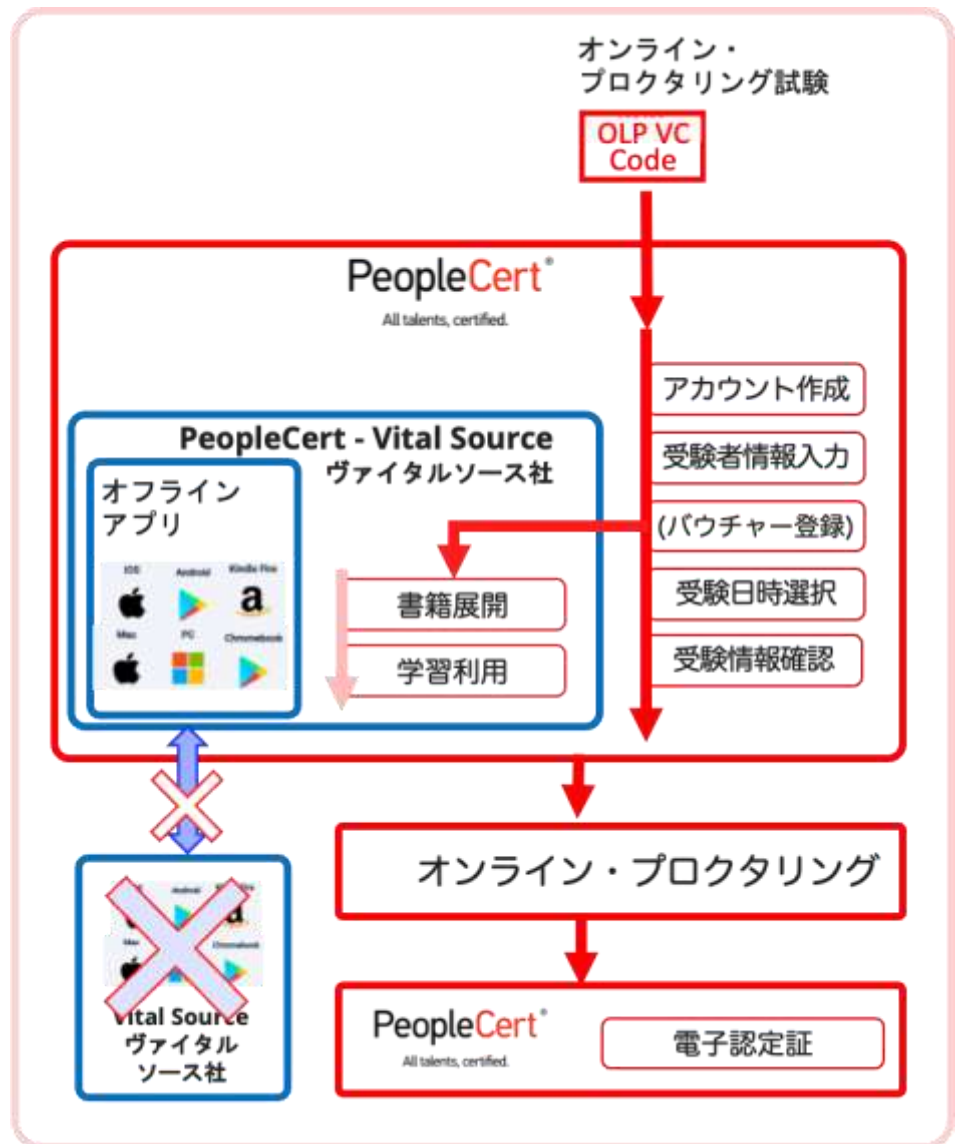 オンライン・
プロクタリング試験
OLP VC
Code
PeopleCert®
All talents, certified.
アカウント作成
受験者情報入力
(バウチャー登録)
受験日時選択
受験情報確認
PeopleCert - Vital Source
ヴァイタルソース社
オフライン
アプリ
iOS Android Kindle Fire
Mac PC Chromebook
書籍展開
学習利用
オンライン・プロクタリング
Android Fire
Mac Chromebook
Vital Source
ヴァイタル
ソース社
PeopleCert®
All talents, certified.
電子認定証